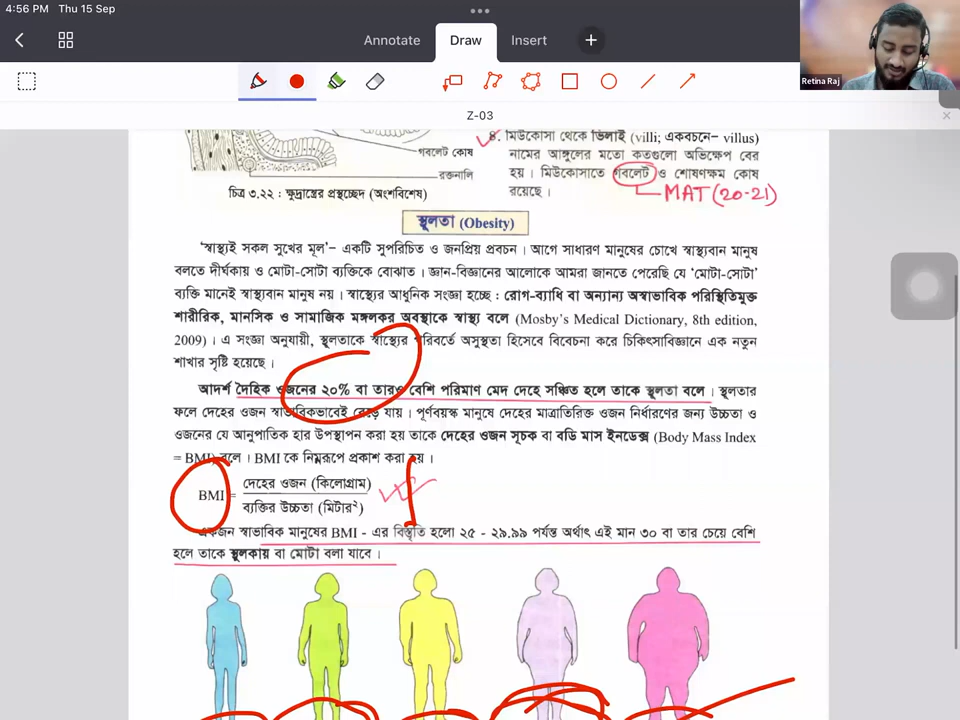 4:56 PM Thu 15 Sep
Annotate
Draw
Insert
Retina Raj
Z-03
গবলেট কোষ
রক্তনালি
চিত্র ৩.২২ : ক্ষুদ্রান্ত্রের প্রস্থচ্ছেদ (অংশবিশেষ)
৪. মিউকোসা থেকে ভিলাই (villi; একবচনে- villus)
নামের আঙ্গুলের মতো কতগুলো অভিক্ষেপ বের
হয়। মিউকোসাতে গবলেট ও শোষণক্ষম কোষ
রয়েছে।
MAT (20-21)
স্থূলতা (Obesity)
'স্বাস্থ্যই সকল সুখের মূল'– একটি সুপরিচিত ও জনপ্রিয় প্রবচন। আগে সাধারণ মানুষের চোখে স্বাস্থ্যবান মানুষ
বলতে দীর্ঘকায় ও মোটা-সোটা ব্যক্তিকে বোঝাত। জ্ঞান-বিজ্ঞানের আলোকে আমরা জানতে পেরেছি যে 'মোটা-সোটা'
ব্যক্তি মানেই স্বাস্থ্যবান মানুষ নয়। স্বাস্থ্যের আধুনিক সংজ্ঞা হচ্ছে : রোগ-ব্যাধি বা অন্যান্য অস্বাভাবিক পরিস্থিতিমুক্ত
শারীরিক, মানসিক ও সামাজিক মঙ্গলকর অবস্থাকে স্বাস্থ্য বলে (Mosby's Medical Dictionary, 8th edition,
2009)। এ সংজ্ঞা অনুযায়ী, স্থূলতাকে স্বাস্থ্যের পরিবর্তে অসুস্থতা হিসেবে বিবেচনা করে চিকিৎসাবিজ্ঞানে এক নতুন
শাখার সৃষ্টি হয়েছে।
আদর্শ দৈহিক ওজনের ২০% বা তারও বেশি পরিমাণ মেদ দেহে সঞ্চিত হলে তাকে স্থূলতা বলে। স্থূলতার
ফলে দেহের ওজন স্বাভাবিকভাবেই বেড়ে যায়। পূর্ণবয়স্ক মানুষে দেহের মাত্রাতিরিক্ত ওজন নির্ধারণের জন্য উচ্চতা ও
ওজনের যে আনুপাতিক হার উপস্থাপন করা হয় তাকে দেহের ওজন সূচক বা বডি মাস ইনডেক্স (Body Mass Index
= BMI) বলে। BMI কে নিম্নরূপে প্রকাশ করা হয়।
BMI = দেহের ওজন (কিলোগ্রাম)
ব্যক্তির উচ্চতা (মিটার²)
একজন স্বাভাবিক মানুষের BMI - এর বিস্তৃতি হলো ২৫ - ২৯.৯৯ পর্যন্ত অর্থাৎ এই মান ৩০ বা তার চেয়ে বেশি
হলে তাকে স্থূলকায় বা মোটা বলা যাবে।